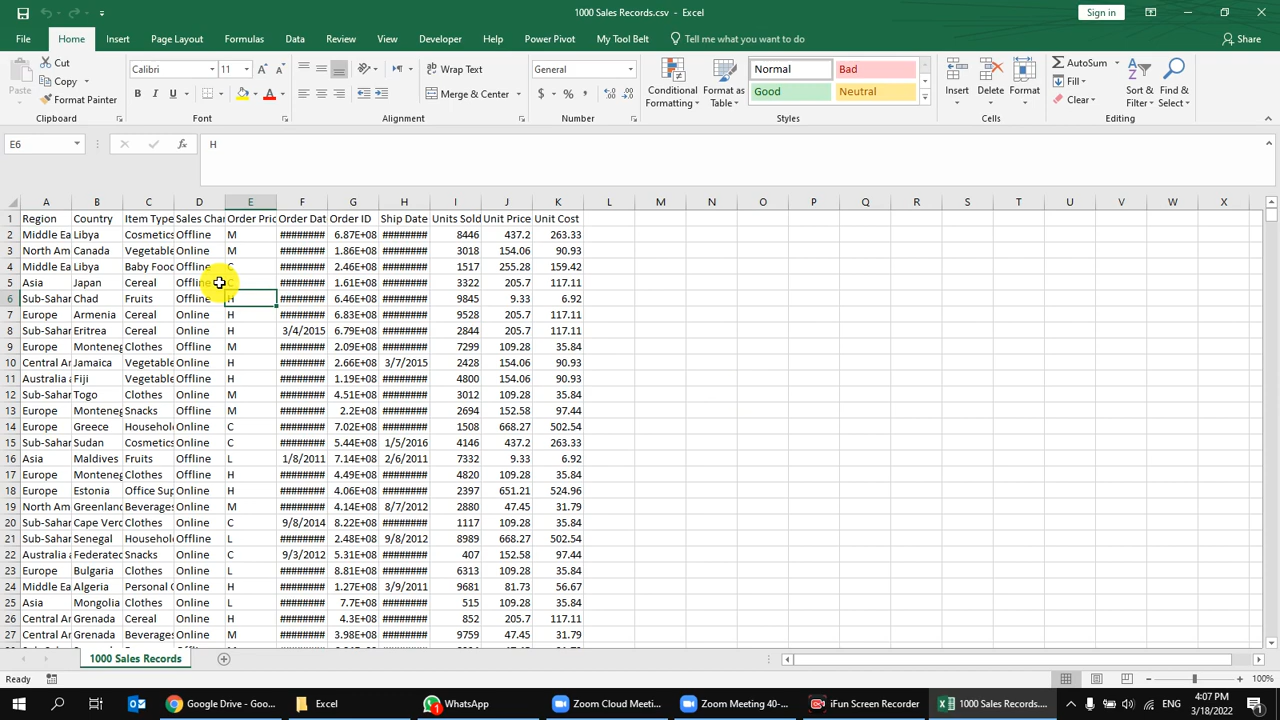 1000 Sales Records.csv - Excel
Sign in
File Home Insert Page Layout Formulas Data Review View Developer Help Power Pivot My Tool Belt Tell me what you want to do Share
Paste Cut Copy Format Painter Clipboard
Calibri 11 B I U A Font
Wrap Text Merge & Center Alignment
General $ % , Number
Conditional Formatting Format as Table Normal Bad Good Neutral Styles
Insert Delete Format Cells
AutoSum Fill Clear Sort & Filter Find & Select Editing
E6 fx H
A B C D E F G H I J K L M N O P Q R S T U V W X
1 Region Country Item Type Sales Chan Order Prio Order Dat Order ID Ship Date Units Sold Unit Price Unit Cost
2 Middle Ea Libya Cosmetics Offline M ######## 6.87E+08 ######## 8446 437.2 263.33
3 North Am Canada Vegetable Online M ######## 1.86E+08 ######## 3018 154.06 90.93
4 Middle Ea Libya Baby Food Offline C ######## 2.46E+08 ######## 1517 255.28 159.42
5 Asia Japan Cereal Offline C ######## 1.61E+08 ######## 3322 205.7 117.11
6 Sub-Sahar Chad Fruits Offline H ######## 6.46E+08 ######## 9845 9.33 6.92
7 Europe Armenia Cereal Online H ######## 6.83E+08 ######## 9528 205.7 117.11
8 Sub-Sahar Eritrea Cereal Online H 3/4/2015 6.79E+08 ######## 2844 205.7 117.11
9 Europe Monteneg Clothes Offline M ######## 2.09E+08 ######## 7299 109.28 35.84
10 Central Am Jamaica Vegetable Online H ######## 2.66E+08 3/7/2015 2428 154.06 90.93
11 Australia a Fiji Vegetable Offline H ######## 1.19E+08 ######## 4800 154.06 90.93
12 Sub-Sahar Togo Clothes Online M ######## 4.51E+08 ######## 3012 109.28 35.84
13 Europe Monteneg Snacks Offline M ######## 2.2E+08 ######## 2694 152.58 97.44
14 Europe Greece Household Online C ######## 7.02E+08 ######## 1508 668.27 502.54
15 Sub-Sahar Sudan Cosmetics Online C ######## 5.44E+08 1/5/2016 4146 437.2 263.33
16 Asia Maldives Fruits Offline L 1/8/2011 7.14E+08 2/6/2011 7332 9.33 6.92
17 Europe Monteneg Clothes Offline H ######## 4.49E+08 ######## 4820 109.28 35.84
18 Europe Estonia Office Sup Online H ######## 4.06E+08 ######## 2397 651.21 524.96
19 North Am Greenland Beverages Online M ######## 4.14E+08 8/7/2012 2880 47.45 31.79
20 Sub-Sahar Cape Verd Clothes Online C 9/8/2014 8.22E+08 ######## 1117 109.28 35.84
21 Sub-Sahar Senegal Household Offline L ######## 2.48E+08 9/8/2012 8989 668.27 502.54
22 Australia a Federated Snacks Online C 9/3/2012 5.31E+08 ######## 407 152.58 97.44
23 Europe Bulgaria Clothes Online L ######## 8.81E+08 ######## 6313 109.28 35.84
24 Middle Ea Algeria Personal C Online H ######## 1.27E+08 3/9/2011 9681 81.73 56.67
25 Asia Mongolia Clothes Online L ######## 7.7E+08 ######## 515 109.28 35.84
26 Central Am Grenada Cereal Online H ######## 4.3E+08 ######## 852 205.7 117.11
27 Central Am Grenada Beverages Online M ######## 3.98E+08 ######## 9759 47.45 31.79
1000 Sales Records
Ready 100%
Google Drive - Goo... Excel WhatsApp Zoom Cloud Meetin... Zoom Meeting 40-... iFun Screen Recorder 1000 Sales Records....
4:07 PM
3/18/2022